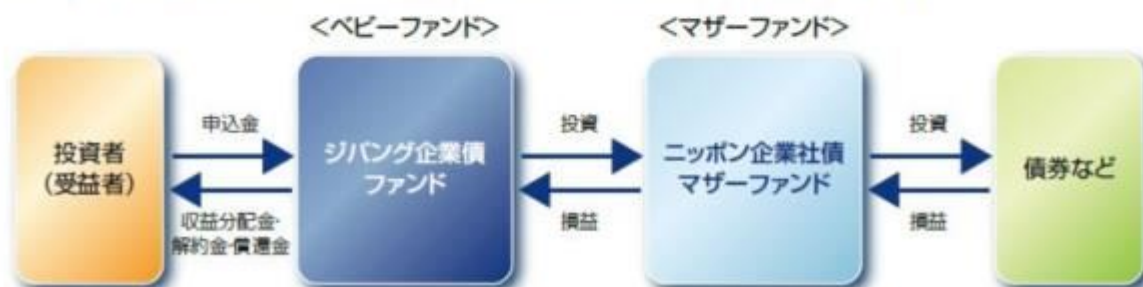 <ベビーファンド>
<マザーファンド>
投資者
(受益者)
申込金
収益分配金・
解約金・償還金
ジパング企業債
ファンド
投資
損益
ニッポン企業社債
マザーファンド
投資
損益
債券など